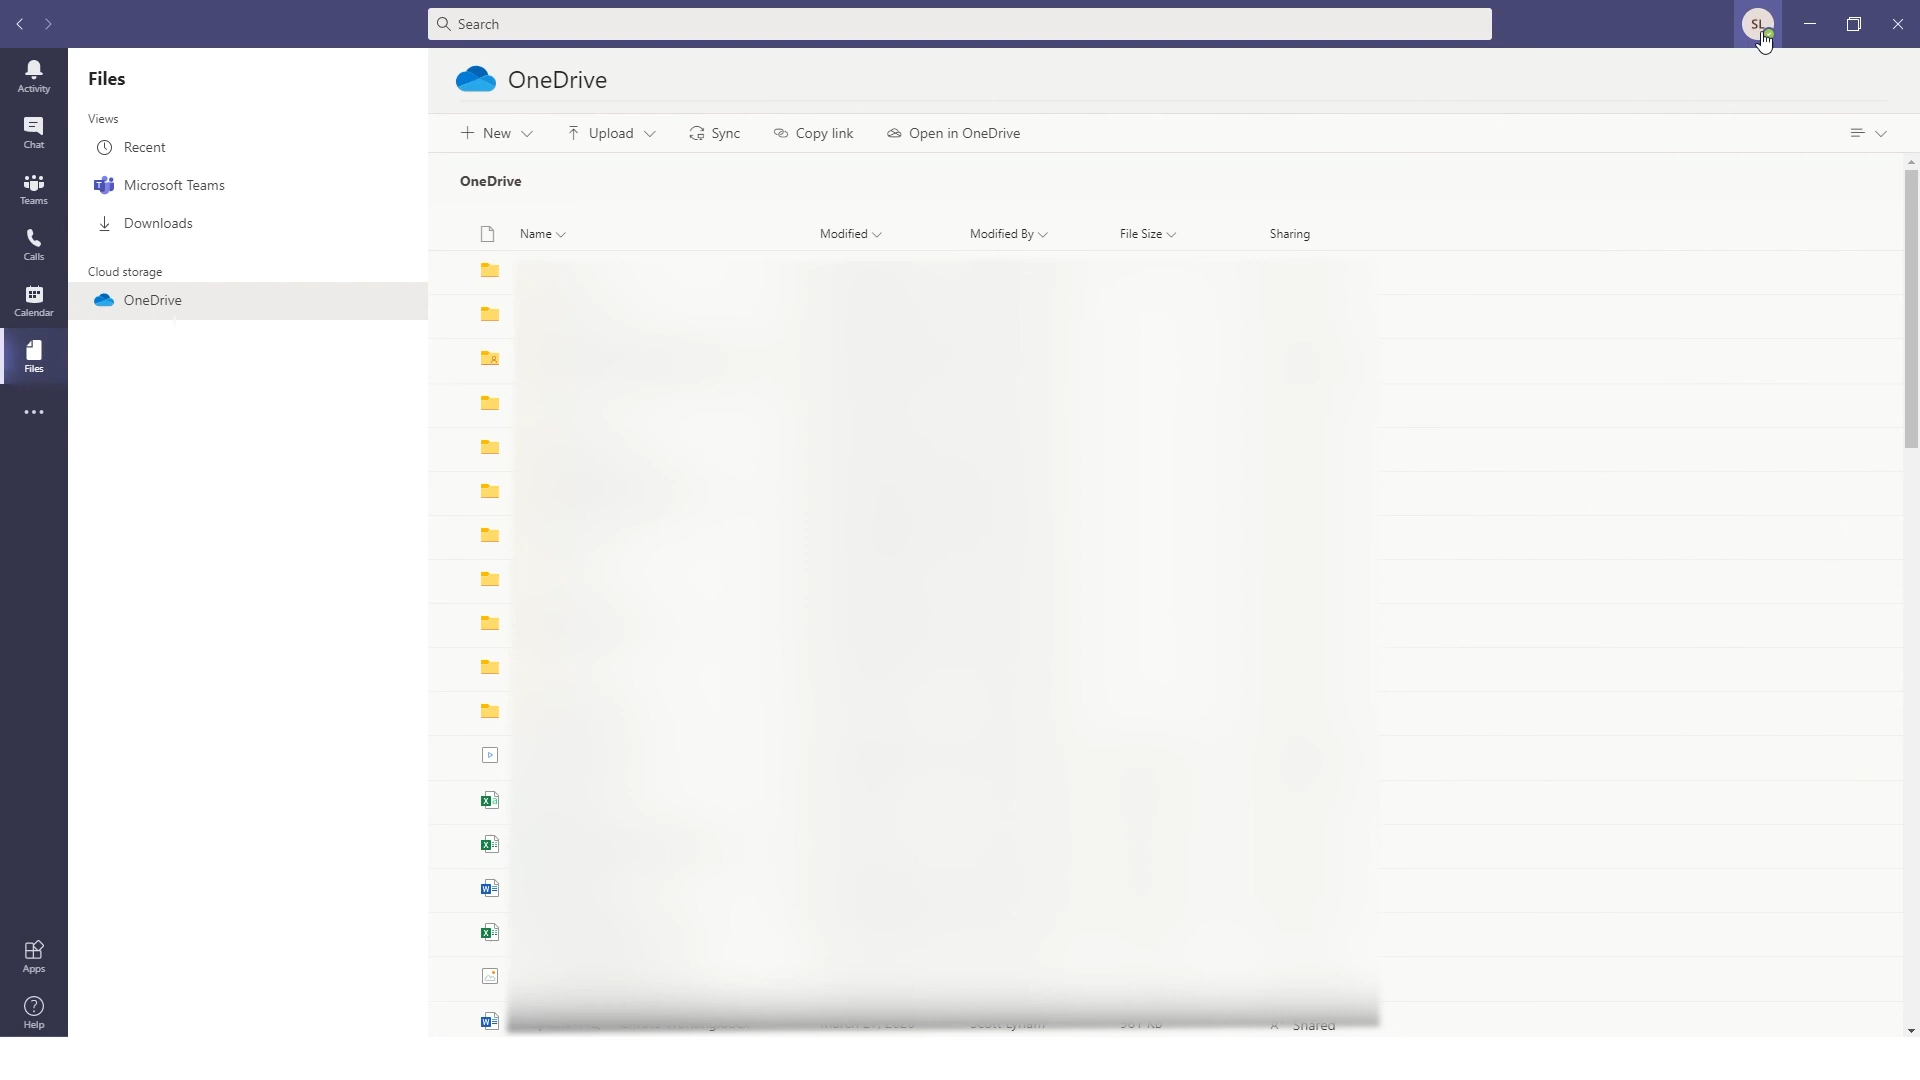 Search
SL
Activity
Chat
Teams
Calls
Calendar
Files
Apps
Help
Files
Views
Recent
Microsoft Teams
Downloads
Cloud storage
OneDrive
OneDrive
New
Upload
Sync
Copy link
Open in OneDrive
OneDrive
Name
Modified
Modified By
File Size
Sharing
Shared